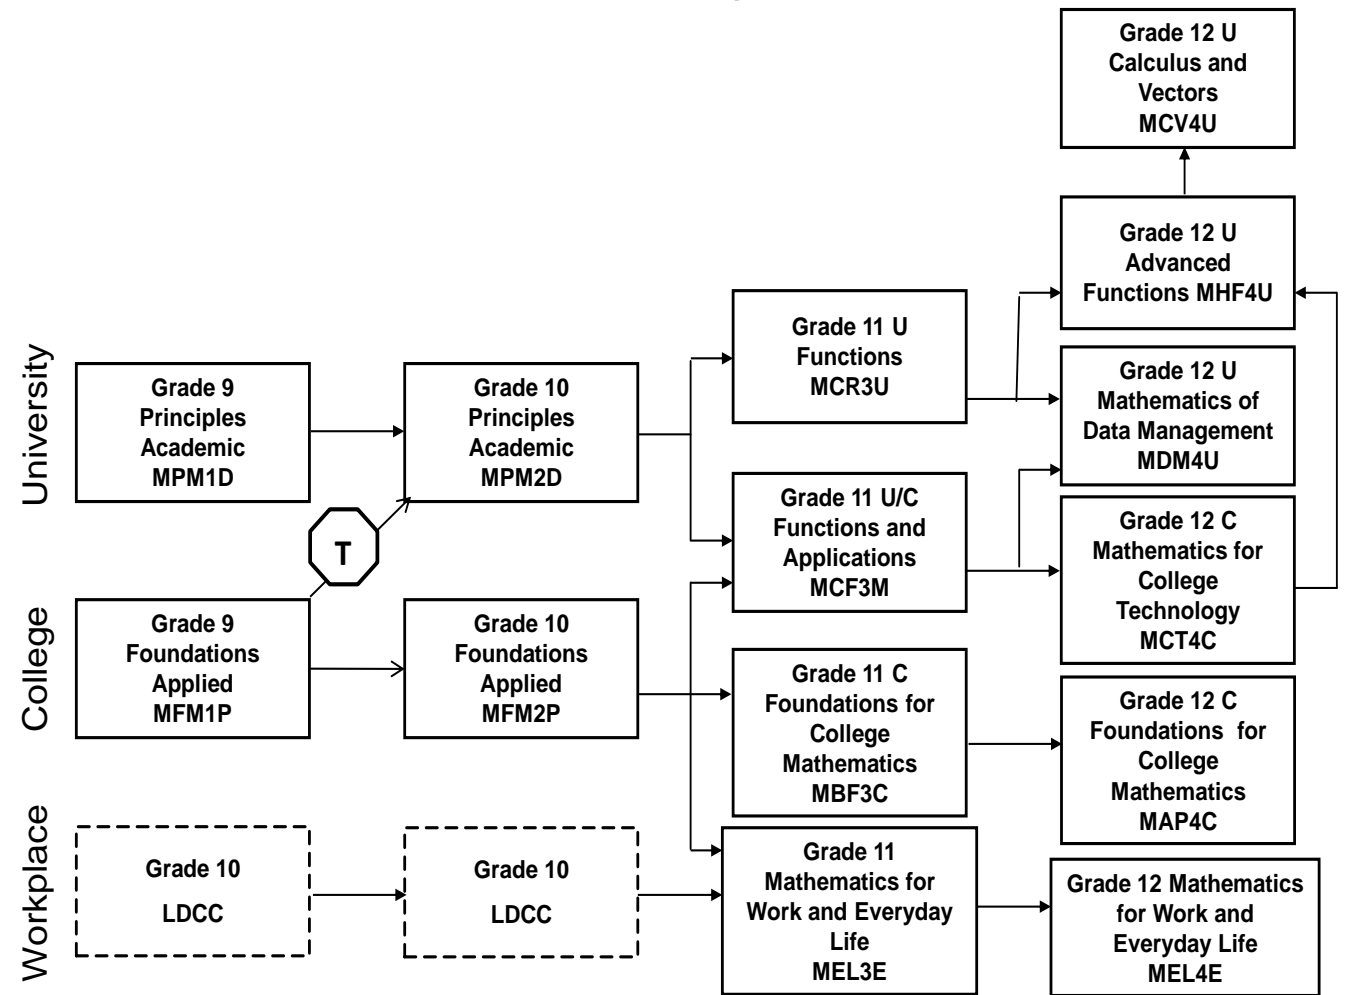 Grade 12 U
Calculus and
Vectors
MCV4U
Grade 12 U
Advanced
Functions MHF4U
University
Grade 9
Principles
Academic
MPM1D
Grade 10
Principles
Academic
MPM2D
Grade 11 U
Functions
MCR3U
Grade 12 U
Mathematics of
Data Management
MDM4U
T
Grade 11 U/C
Functions and
Applications
MCF3M
Grade 12 C
Mathematics for
College
Technology
MCT4C
College
Grade 9
Foundations
Applied
MFM1P
Grade 10
Foundations
Applied
MFM2P
Grade 11 C
Foundations for
College
Mathematics
MBF3C
Grade 12 C
Foundations for
College
Mathematics
MAP4C
Workplace
Grade 10
LDCC
Grade 10
LDCC
Grade 11
Mathematics for
Work and Everyday
Life
MEL3E
Grade 12 Mathematics
for Work and
Everyday Life
MEL4E